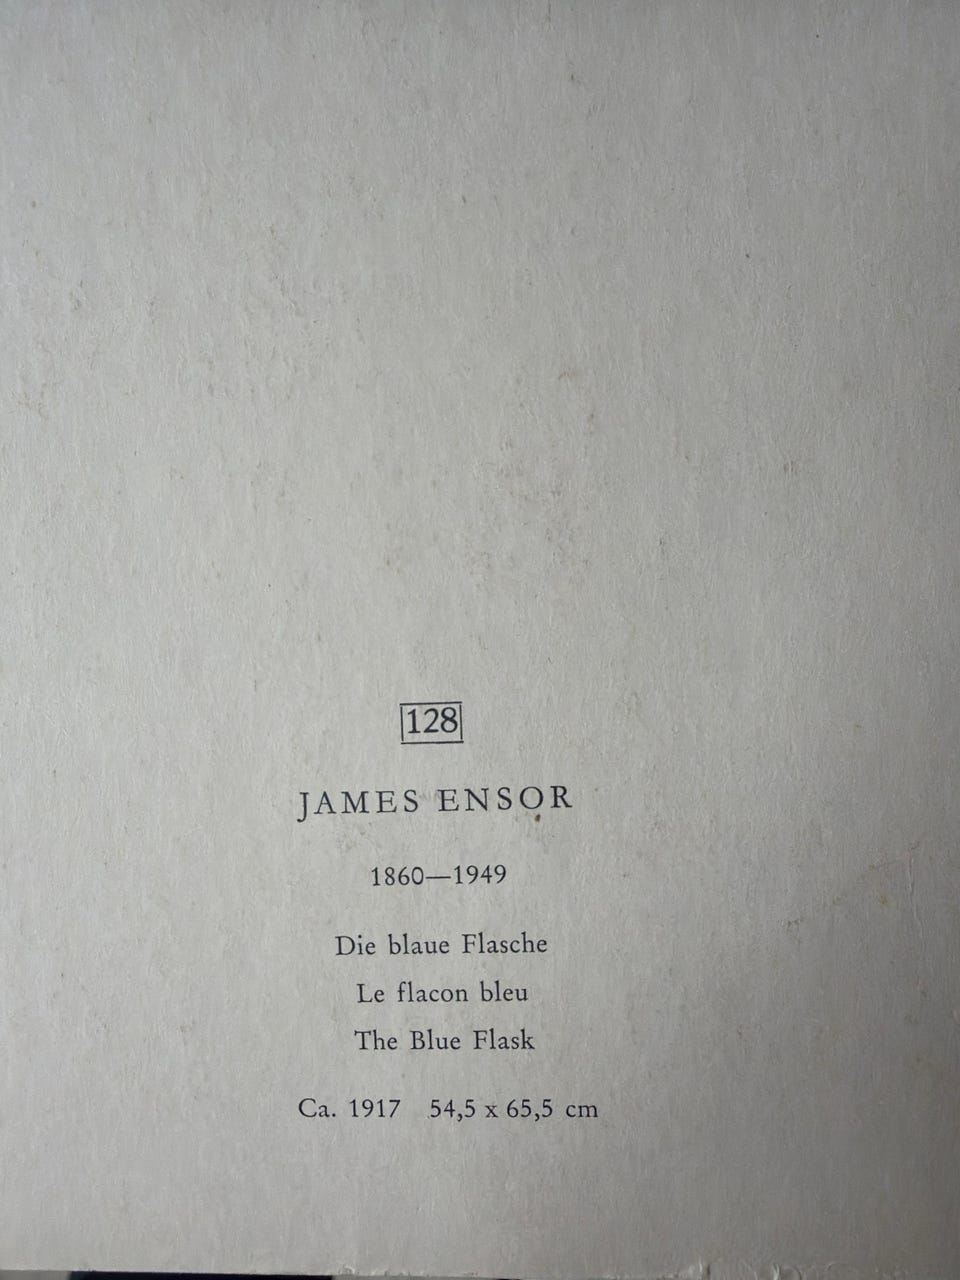 128
JAMES ENSOR
1860—1949
Die blaue Flasche
Le flacon bleu
The Blue Flask
Ca. 1917 54,5 x 65,5 cm